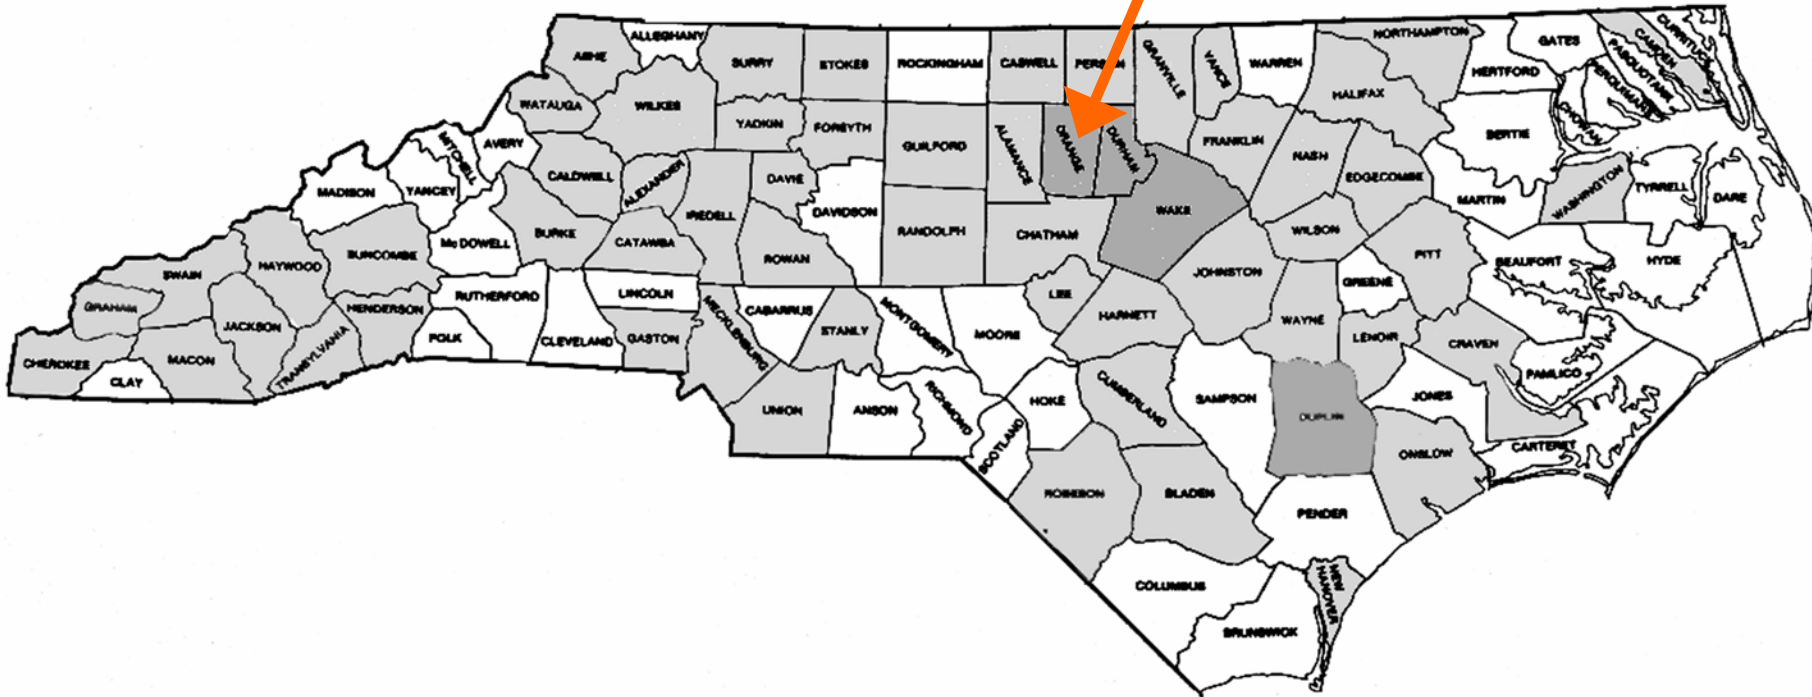 ALLEGHANY
ASHE
SURRY
STOKES
ROCKINGHAM
CASWELL
PERSON
GRANVILLE
VANCE
WARREN
NORTHAMPTON
GATES
HERTFORD
CURRITUCK
CAMDEN
PASQUOTANK
PERQUIMANS
CHOWAN
WATAUGA
WILKES
YADKIN
FORSYTH
GUILFORD
ALAMANCE
ORANGE
DURHAM
FRANKLIN
HALIFAX
NASH
EDGECOMBE
BERTIE
MARTIN
WASHINGTON
TYRRELL
DARE
MITCHELL
AVERY
MADISON
YANCEY
CALDWELL
ALEXANDER
DAVIE
IREDELL
DAVIDSON
RANDOLPH
CHATHAM
WAKE
WILSON
PITT
BEAUFORT
HYDE
McDOWELL
BURKE
CATAWBA
ROWAN
BUNCOMBE
HAYWOOD
SWAIN
GRAHAM
JACKSON
HENDERSON
TRANSYLVANIA
RUTHERFORD
POLK
CLEVELAND
LINCOLN
GASTON
MECKLENBURG
CABARRUS
STANLY
MONTGOMERY
MOORE
LEE
HARNETT
JOHNSTON
WAYNE
GREENE
LENOIR
CRAVEN
PAMLICO
CHEROKEE
CLAY
MACON
UNION
ANSON
RICHMOND
SCOTLAND
HOKE
CUMBERLAND
SAMPSON
DUPLIN
JONES
ONSLOW
CARTERET
ROBESON
BLADEN
PENDER
COLUMBUS
BRUNSWICK
NEW
HANOVER